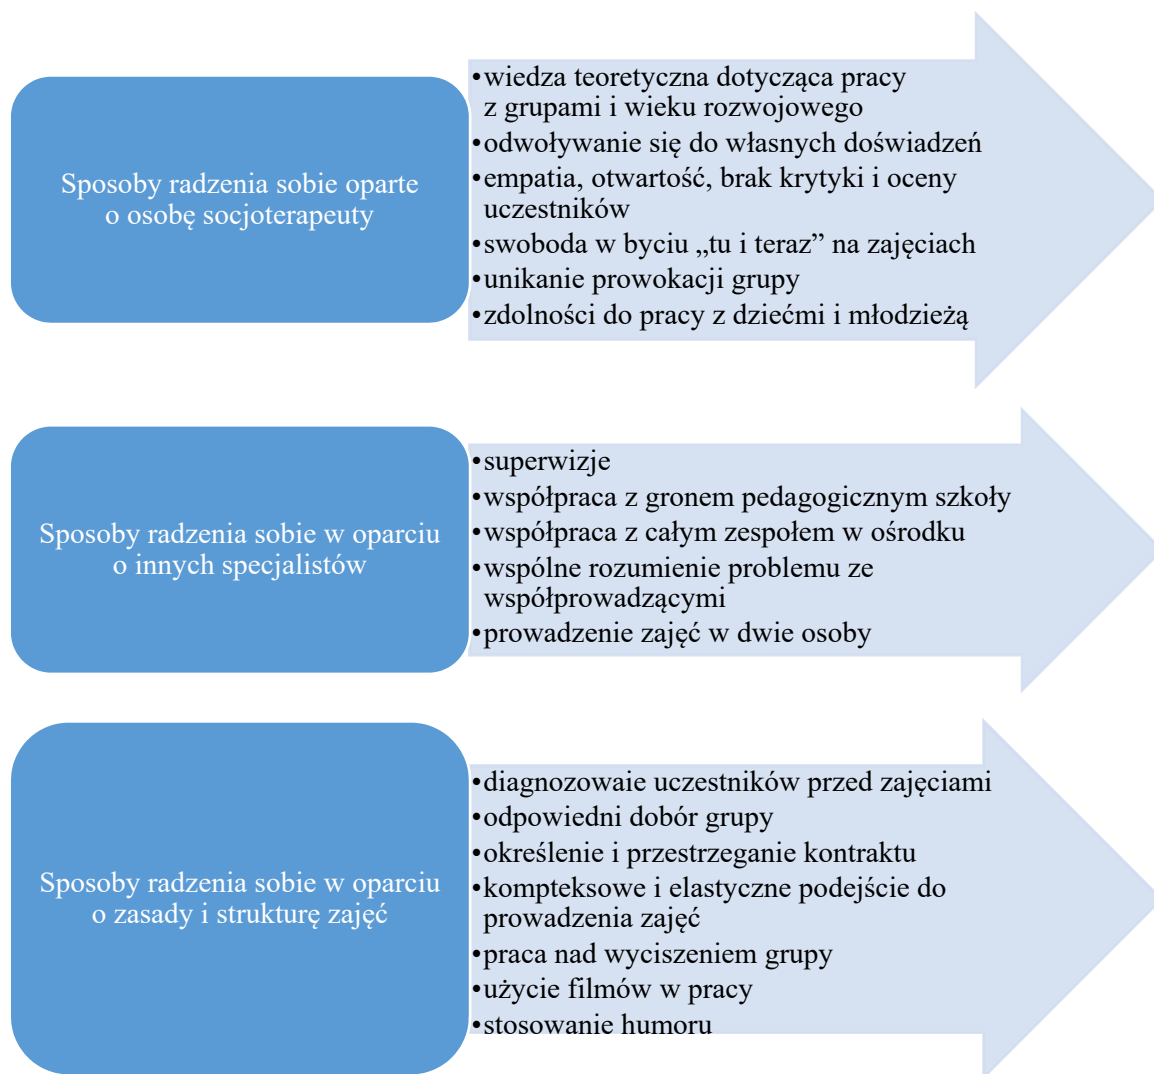 Sposoby radzenia sobie oparte
o osobę socjoterapeuty
•wiedza teoretyczna dotycząca pracy
z grupami i wieku rozwojowego
•odwoływanie się do własnych doświadzeń
•empatia, otwartość, brak krytyki i oceny
uczestników
•swoboda w byciu „tu i teraz” na zajęciach
•unikanie prowokacji grupy
•zdolności do pracy z dziećmi i młodzieżą
Sposoby radzenia sobie w oparciu
o innych specjalistów
•superwizje
•współpraca z gronem pedagogicznym szkoły
•współpraca z całym zespołem w ośrodku
•wspólne rozumienie problemu ze
współprowadzącymi
•prowadzenie zajęć w dwie osoby
Sposoby radzenia sobie w oparciu
o zasady i strukturę zajęć
•diagnozowaie uczestników przed zajęciami
•odpowiedni dobór grupy
•określenie i przestrzeganie kontraktu
•kompteksowe i elastyczne podejście do
prowadzenia zajęć
•praca nad wyciszeniem grupy
•użycie filmów w pracy
•stosowanie humoru